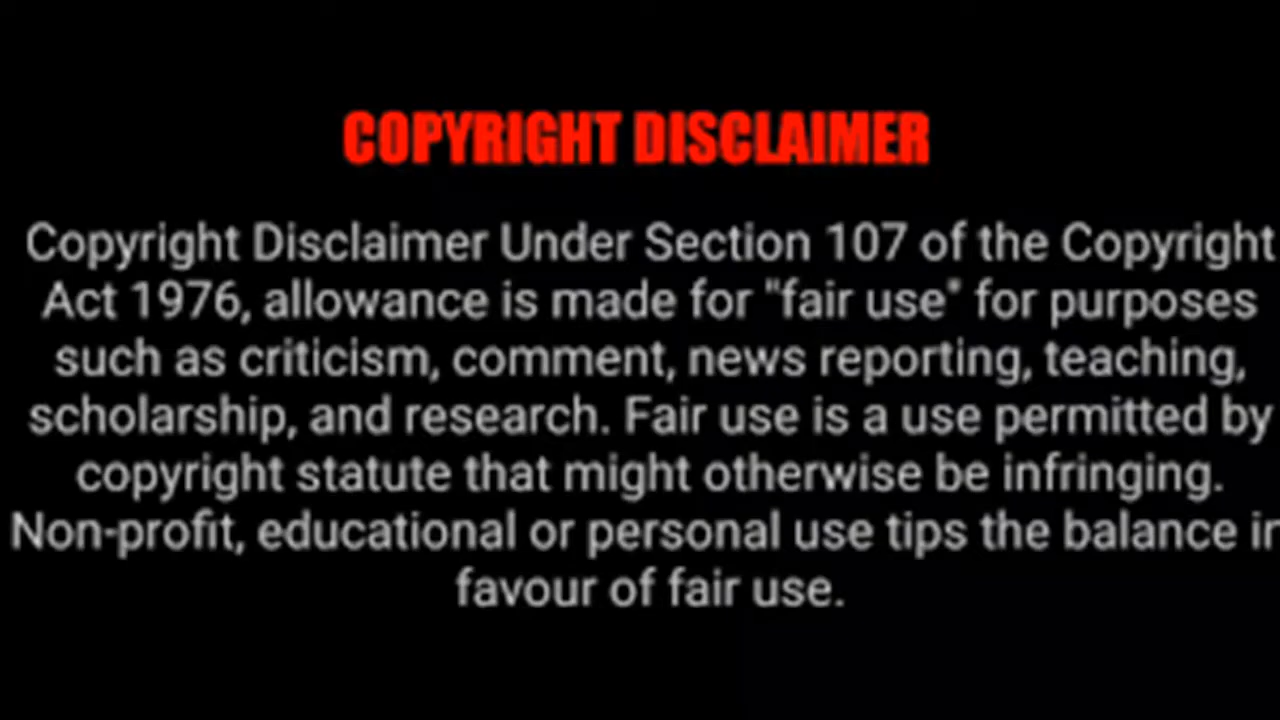 COPYRIGHT DISCLAIMER
Copyright Disclaimer Under Section 107 of the Copyright
Act 1976, allowance is made for "fair use" for purposes
such as criticism, comment, news reporting, teaching,
scholarship, and research. Fair use is a use permitted by
copyright statute that might otherwise be infringing.
Non-profit, educational or personal use tips the balance in
favour of fair use.